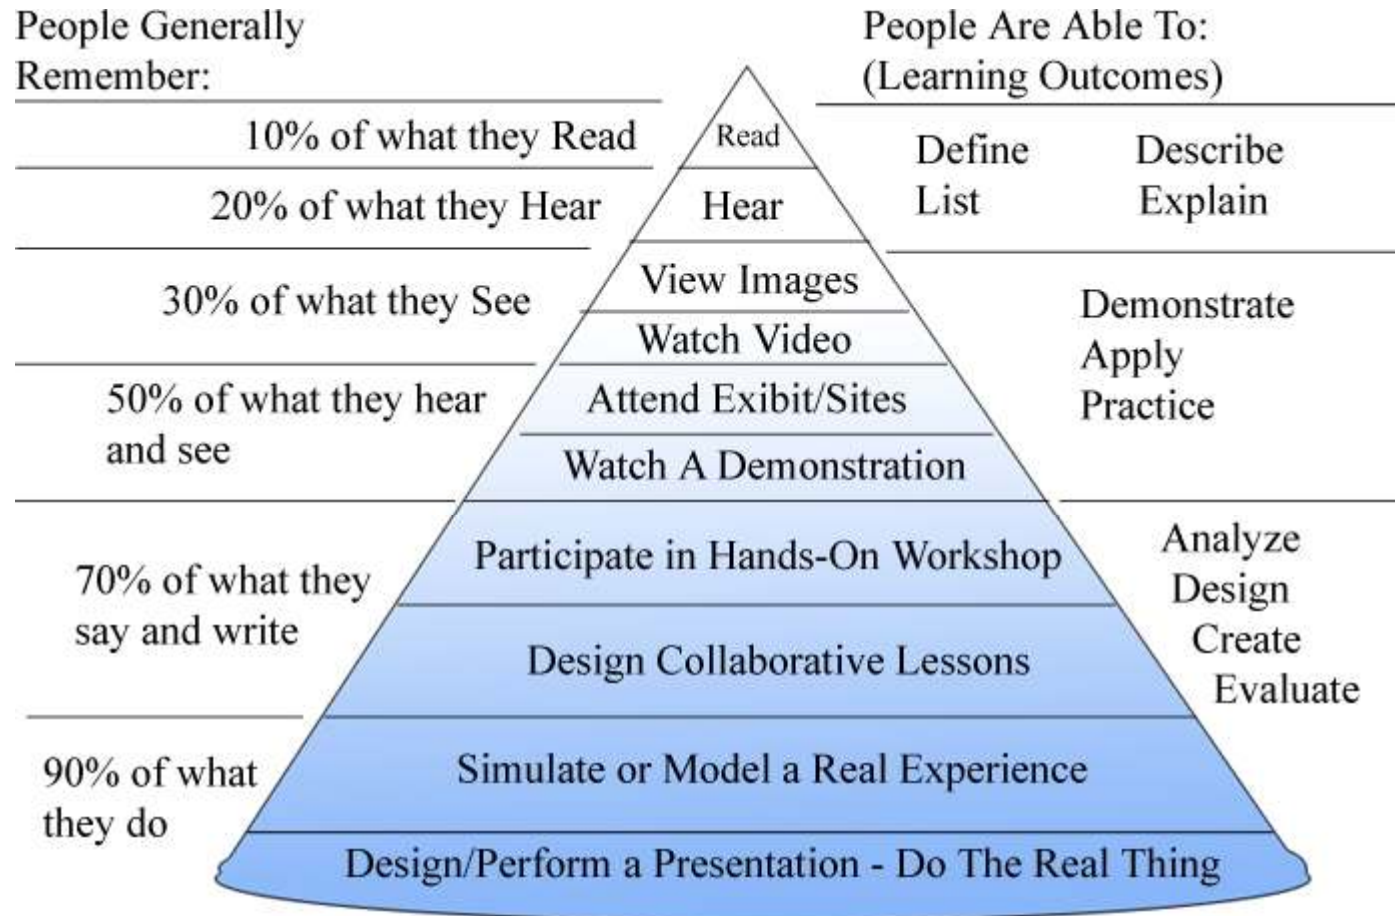 People Generally
Remember:
10% of what they Read
20% of what they Hear
30% of what they See
50% of what they hear
and see
70% of what they
say and write
90% of what
they do
Read
Hear
View Images
Watch Video
Attend Exibit/Sites
Watch A Demonstration
Participate in Hands-On Workshop
Design Collaborative Lessons
Simulate or Model a Real Experience
Design/Perform a Presentation - Do The Real Thing
People Are Able To:
(Learning Outcomes)
Define Describe
List Explain
Demonstrate
Apply
Practice
Analyze
Design
Create
Evaluate